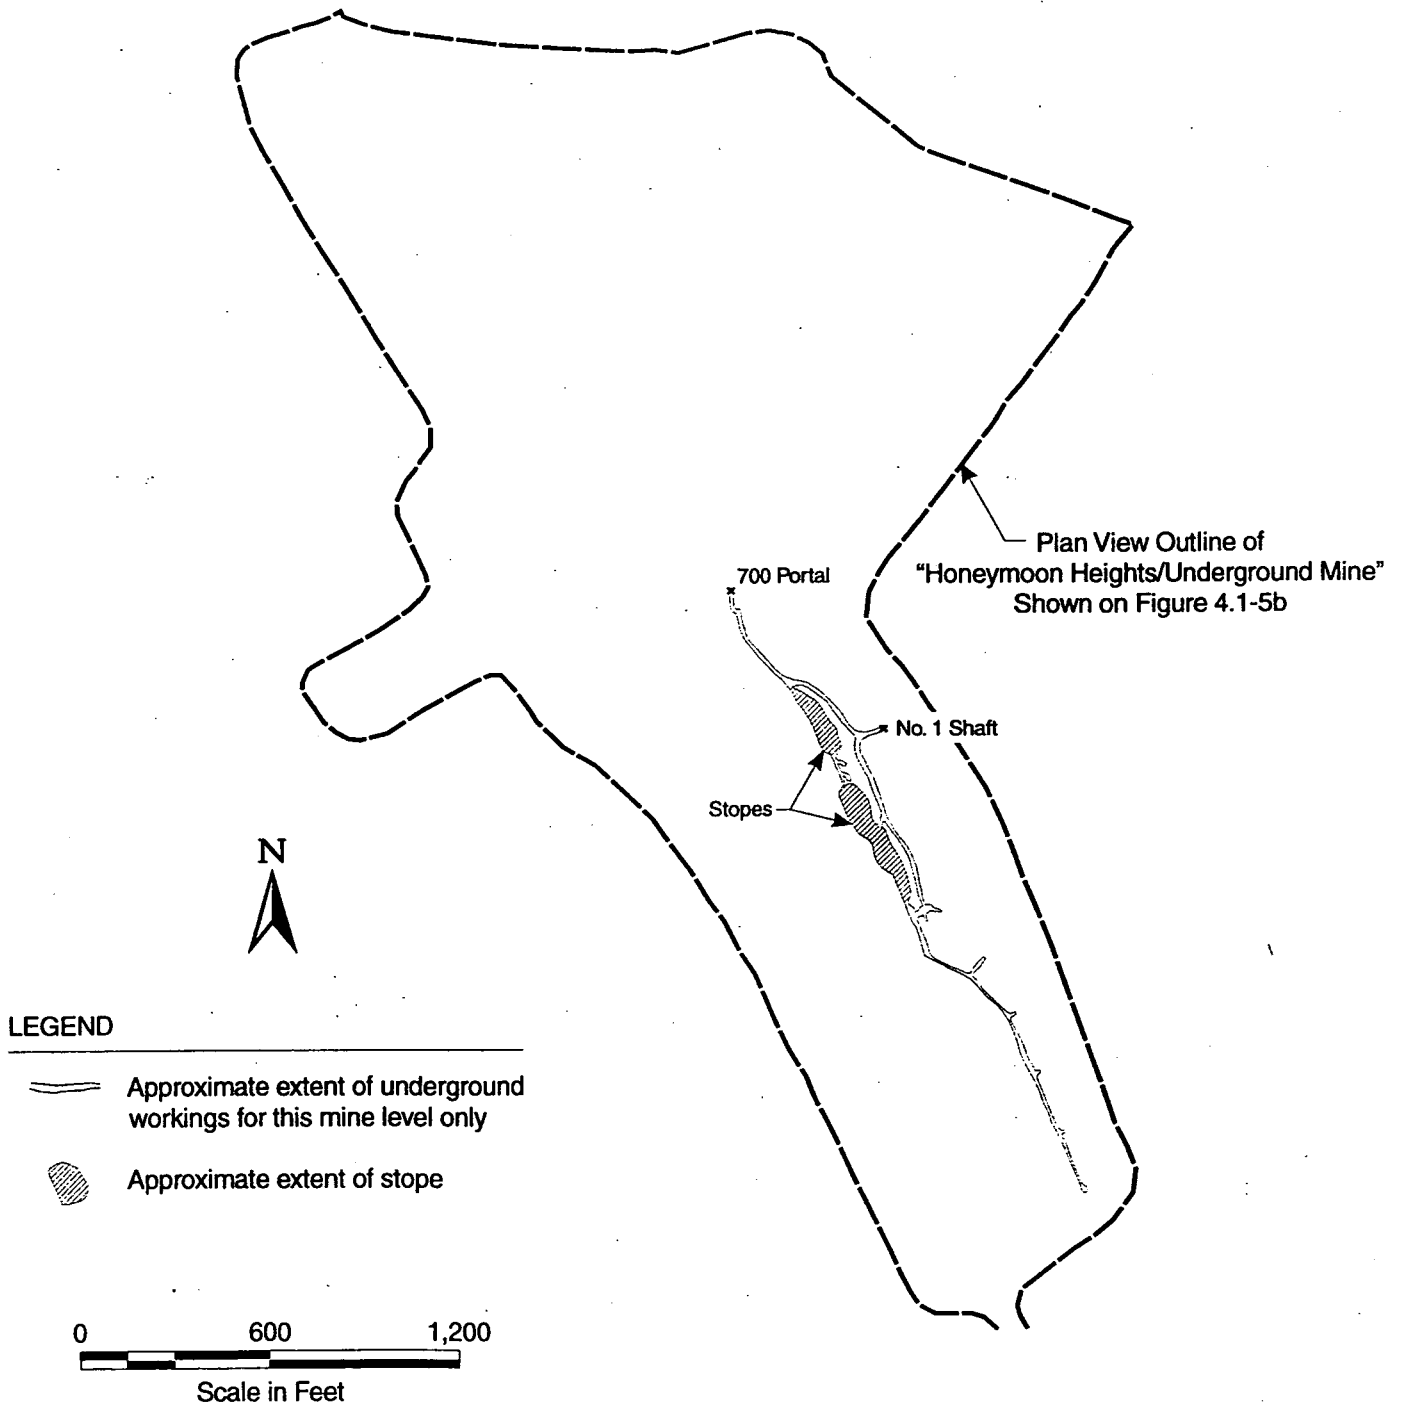 Plan View Outline of
“Honeymoon Heights/Underground Mine”
Shown on Figure 4.1-5b
700 Portal
No. 1 Shaft
Stopes
N
LEGEND
Approximate extent of underground
workings for this mine level only
Approximate extent of stope
0 600 1,200
Scale in Feet